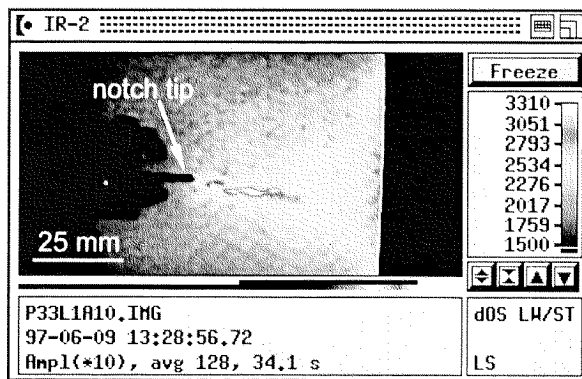 IR-2
notch tip
25 mm
Freeze
3310
3051
2793
2534
2276
2017
1759
1500
P33L1A10.IMG
97-06-09 13:28:56.72
Ampl(*10), avg 128, 34.1 s
dOS LW/ST
LS